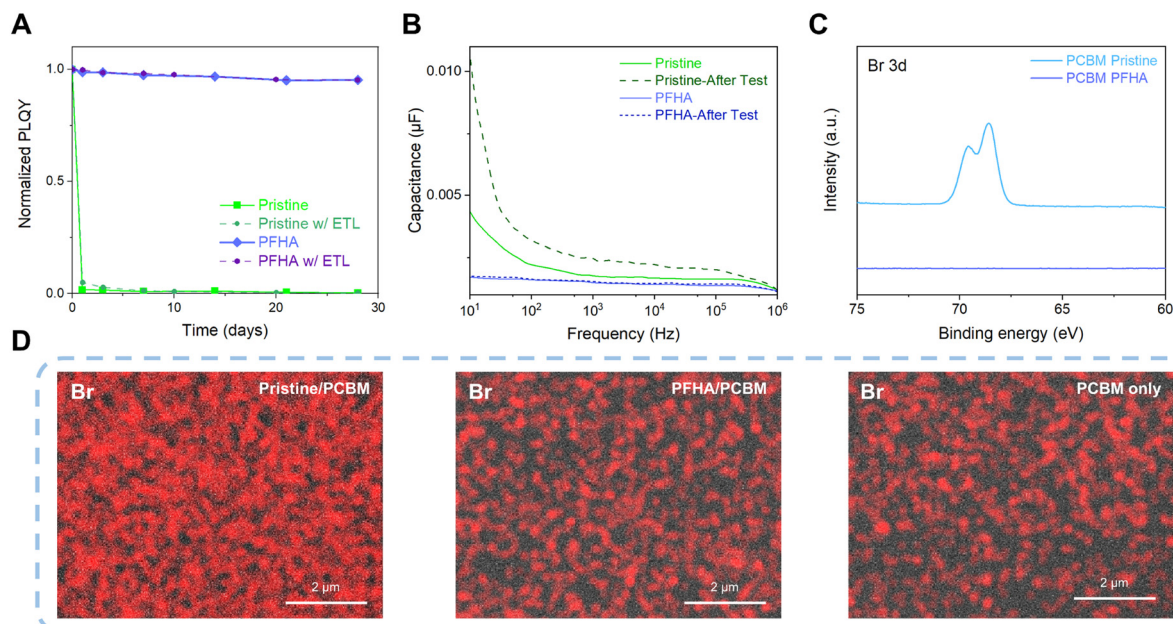 A
1.0
0.5
0.0
0
10
20
30
Normalized PLQY
Time (days)
Pristine
Pristine w/ ETL
PFHA
PFHA w/ ETL
B
0.010
0.005
10¹
10²
10³
10⁴
10⁵
10⁶
Capacitance (µF)
Frequency (Hz)
Pristine
Pristine-After Test
PFHA
PFHA-After Test
C
Br 3d
PCBM Pristine
PCBM PFHA
Intensity (a.u.)
75
70
65
60
Binding energy (eV)
D
Br
Pristine/PCBM
2 µm
Br
PFHA/PCBM
2 µm
Br
PCBM only
2 µm